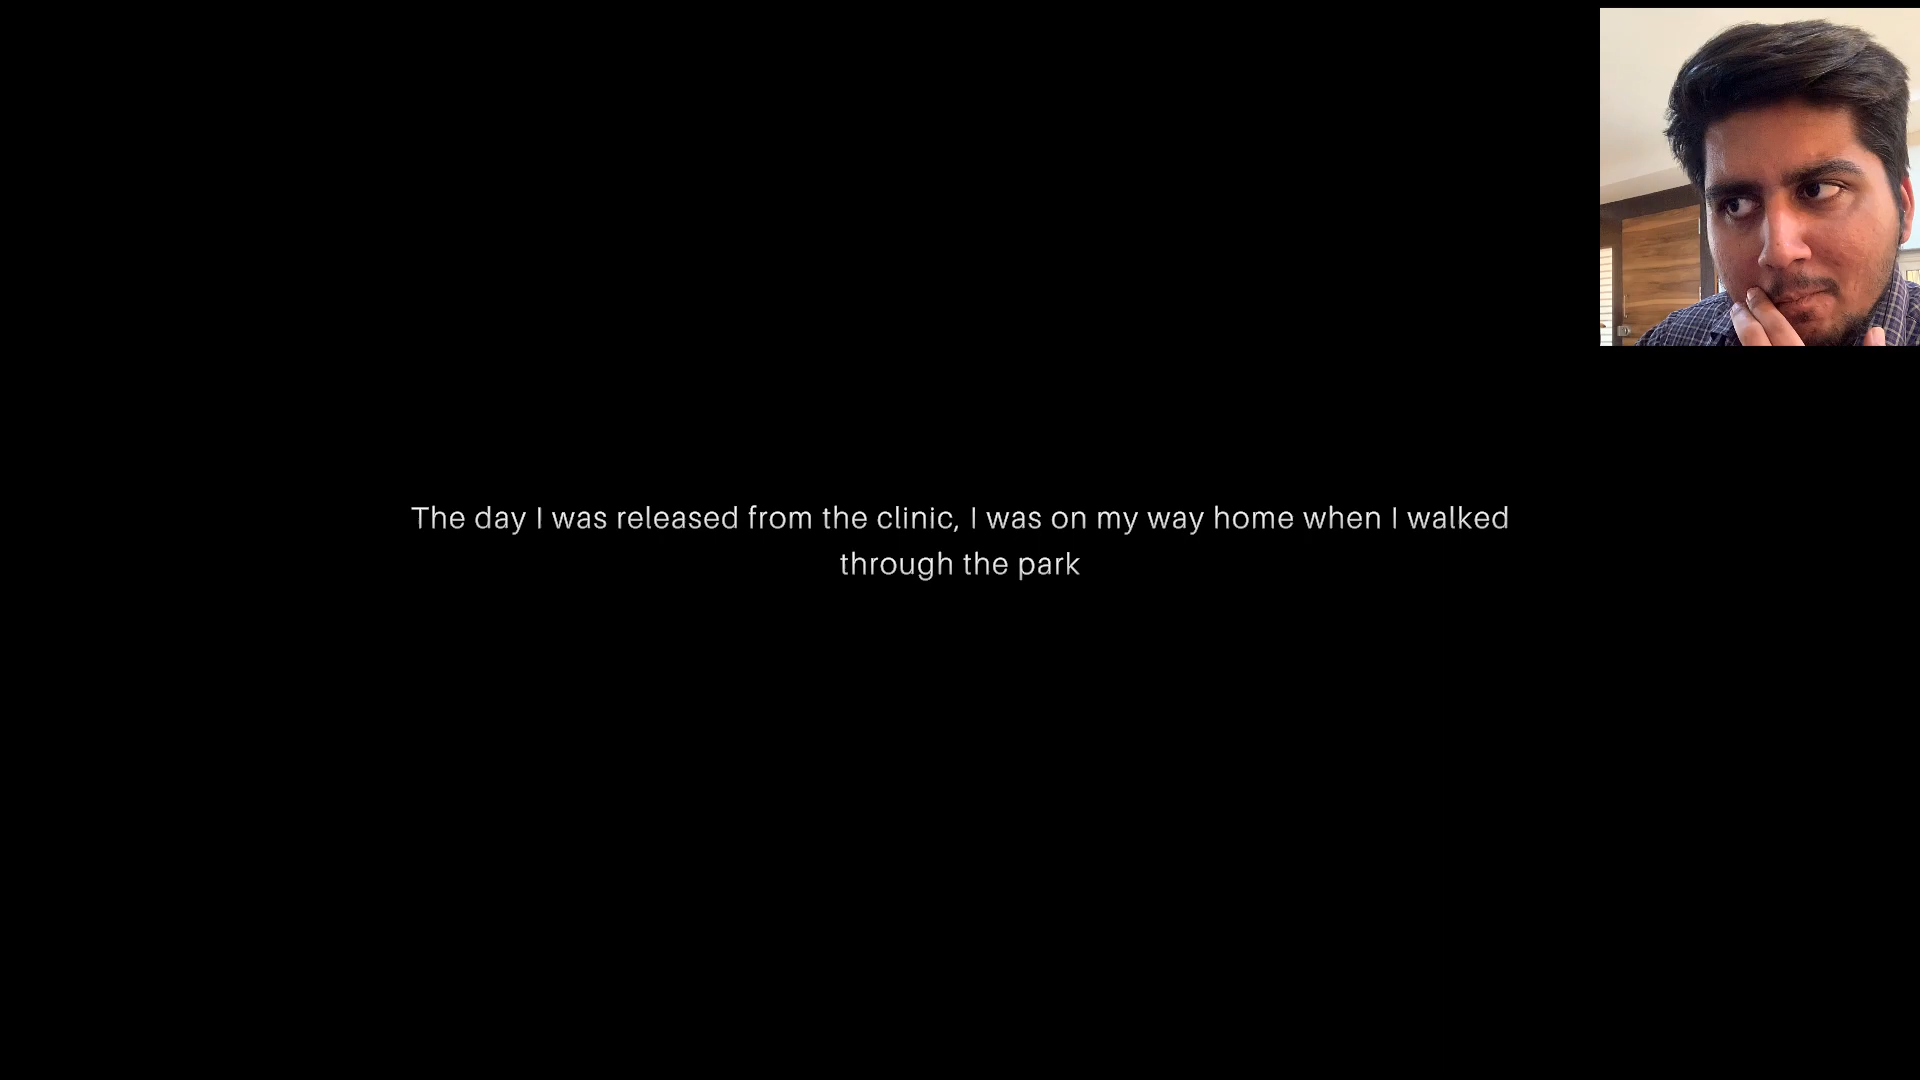 The day I was released from the clinic, I was on my way home when I walked
through the park